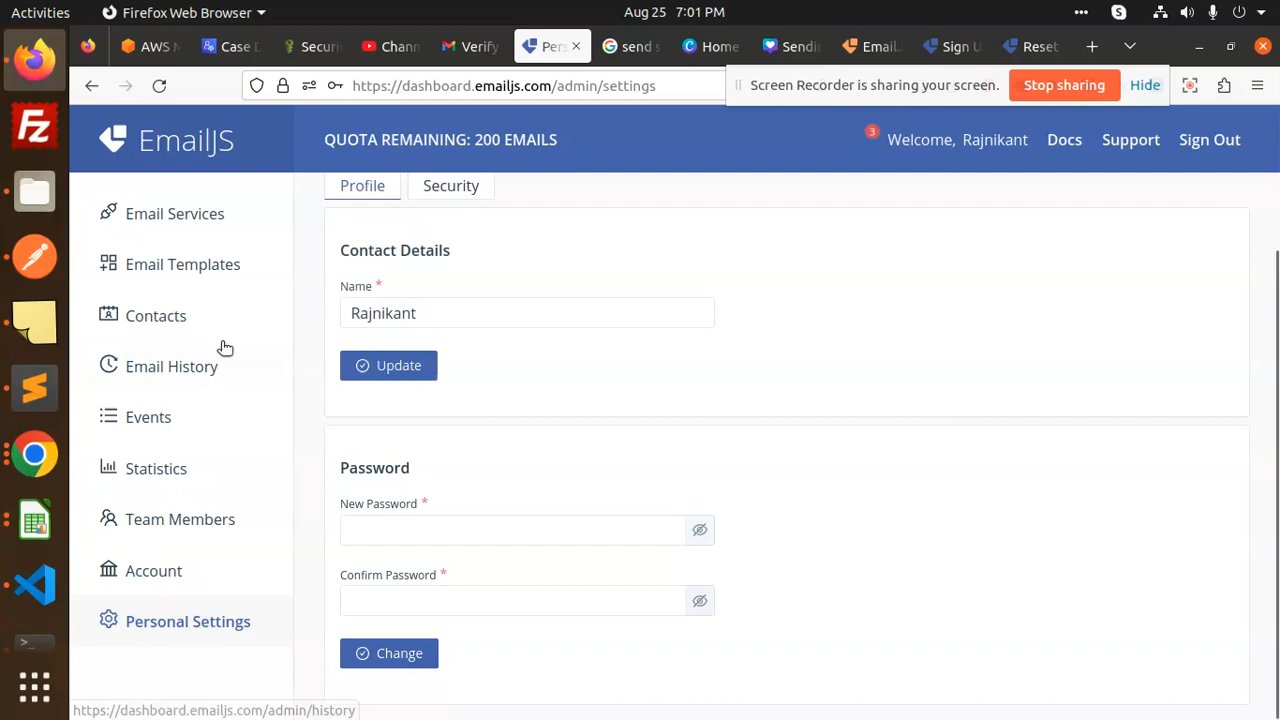 Activities
Firefox Web Browser
Aug 25 7:01 PM
AWS
Case
Securi
Chann
Verify
Pers
send s
Home
Sendin
EmailJ
Sign U
Reset
https://dashboard.emailjs.com/admin/settings
Screen Recorder is sharing your screen.
Stop sharing
Hide
EmailJS
QUOTA REMAINING: 200 EMAILS
3
Welcome, Rajnikant
Docs
Support
Sign Out
Email Services
Email Templates
Contacts
Email History
Events
Statistics
Team Members
Account
Personal Settings
Profile
Security
Contact Details
Name *
Rajnikant
Update
Password
New Password *
Confirm Password *
Change
https://dashboard.emailjs.com/admin/history